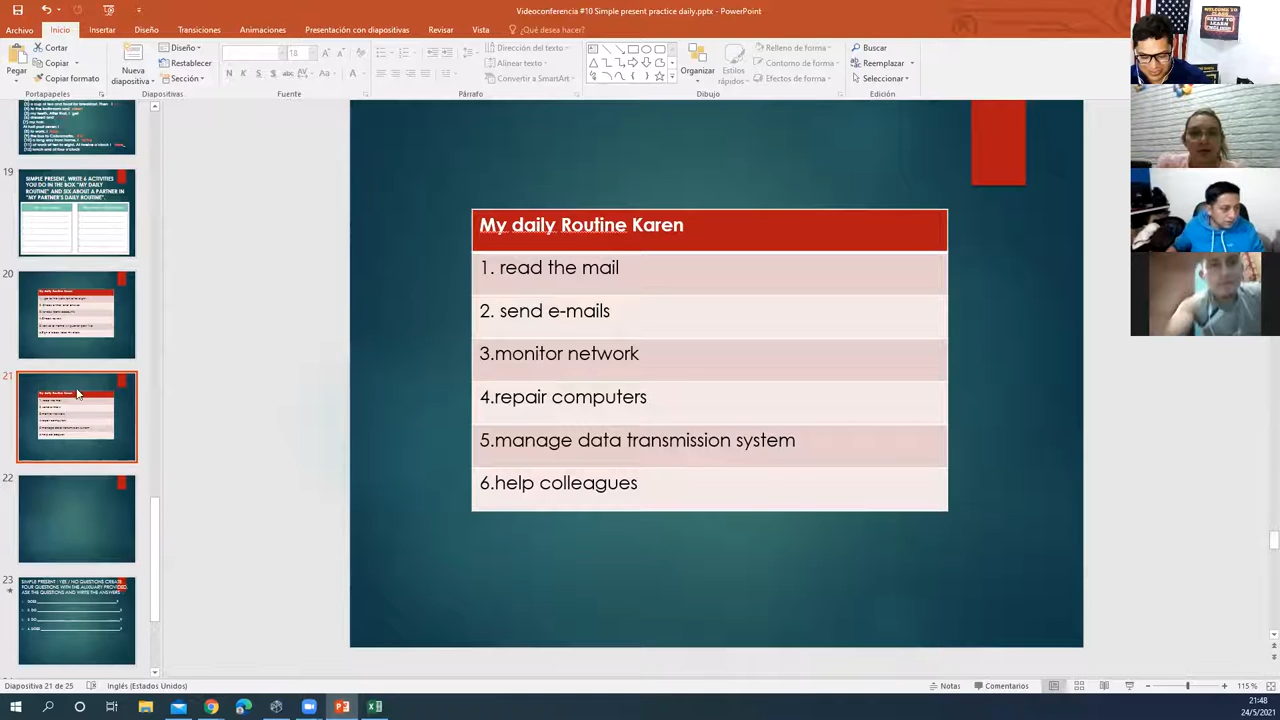 Videoconferencia #10 Simple present practice daily.pptx - PowerPoint
Archivo Inicio Insertar Diseño Transiciones Animaciones Presentación con diapositivas Revisar Vista ¿Qué desea hacer?
Pegar
Cortar
Copiar
Copiar formato
Portapapeles
Nueva diapositiva
Diseño
Restablecer
Sección
Diapositivas
18
N
Fuente
Dirección del texto
Alinear texto
Convertir a SmartArt
Párrafo
Organizar
Estilos rápidos
Relleno de forma
Contorno de forma
Efectos de forma
Dibujo
Buscar
Reemplazar
Seleccionar
Edición
WELCOME TO
READY TO
LEARN
ENGLISH
19
SIMPLE PRESENT, WRITE 6 ACTIVITIES
YOU DO IN THE BOX "MY DAILY
ROUTINE" AND SIX ABOUT A PARTNER IN
"MY PARTNER'S DAILY ROUTINE".
20
21
22
23
SIMPLE PRESENT : YES / NO QUESTIONS CREATE
FOUR QUESTIONS WITH THE AUXILIARY PROVIDED,
ASK THE QUESTIONS AND WRITE THE ANSWERS
My daily Routine Karen
1. read the mail
2. send e-mails
3.monitor network
4.repair computers
5.manage data transmission system
6.help colleagues
Diapositiva 21 de 25 Inglés (Estados Unidos) Notas Comentarios 115 %
21:48
24/5/2021